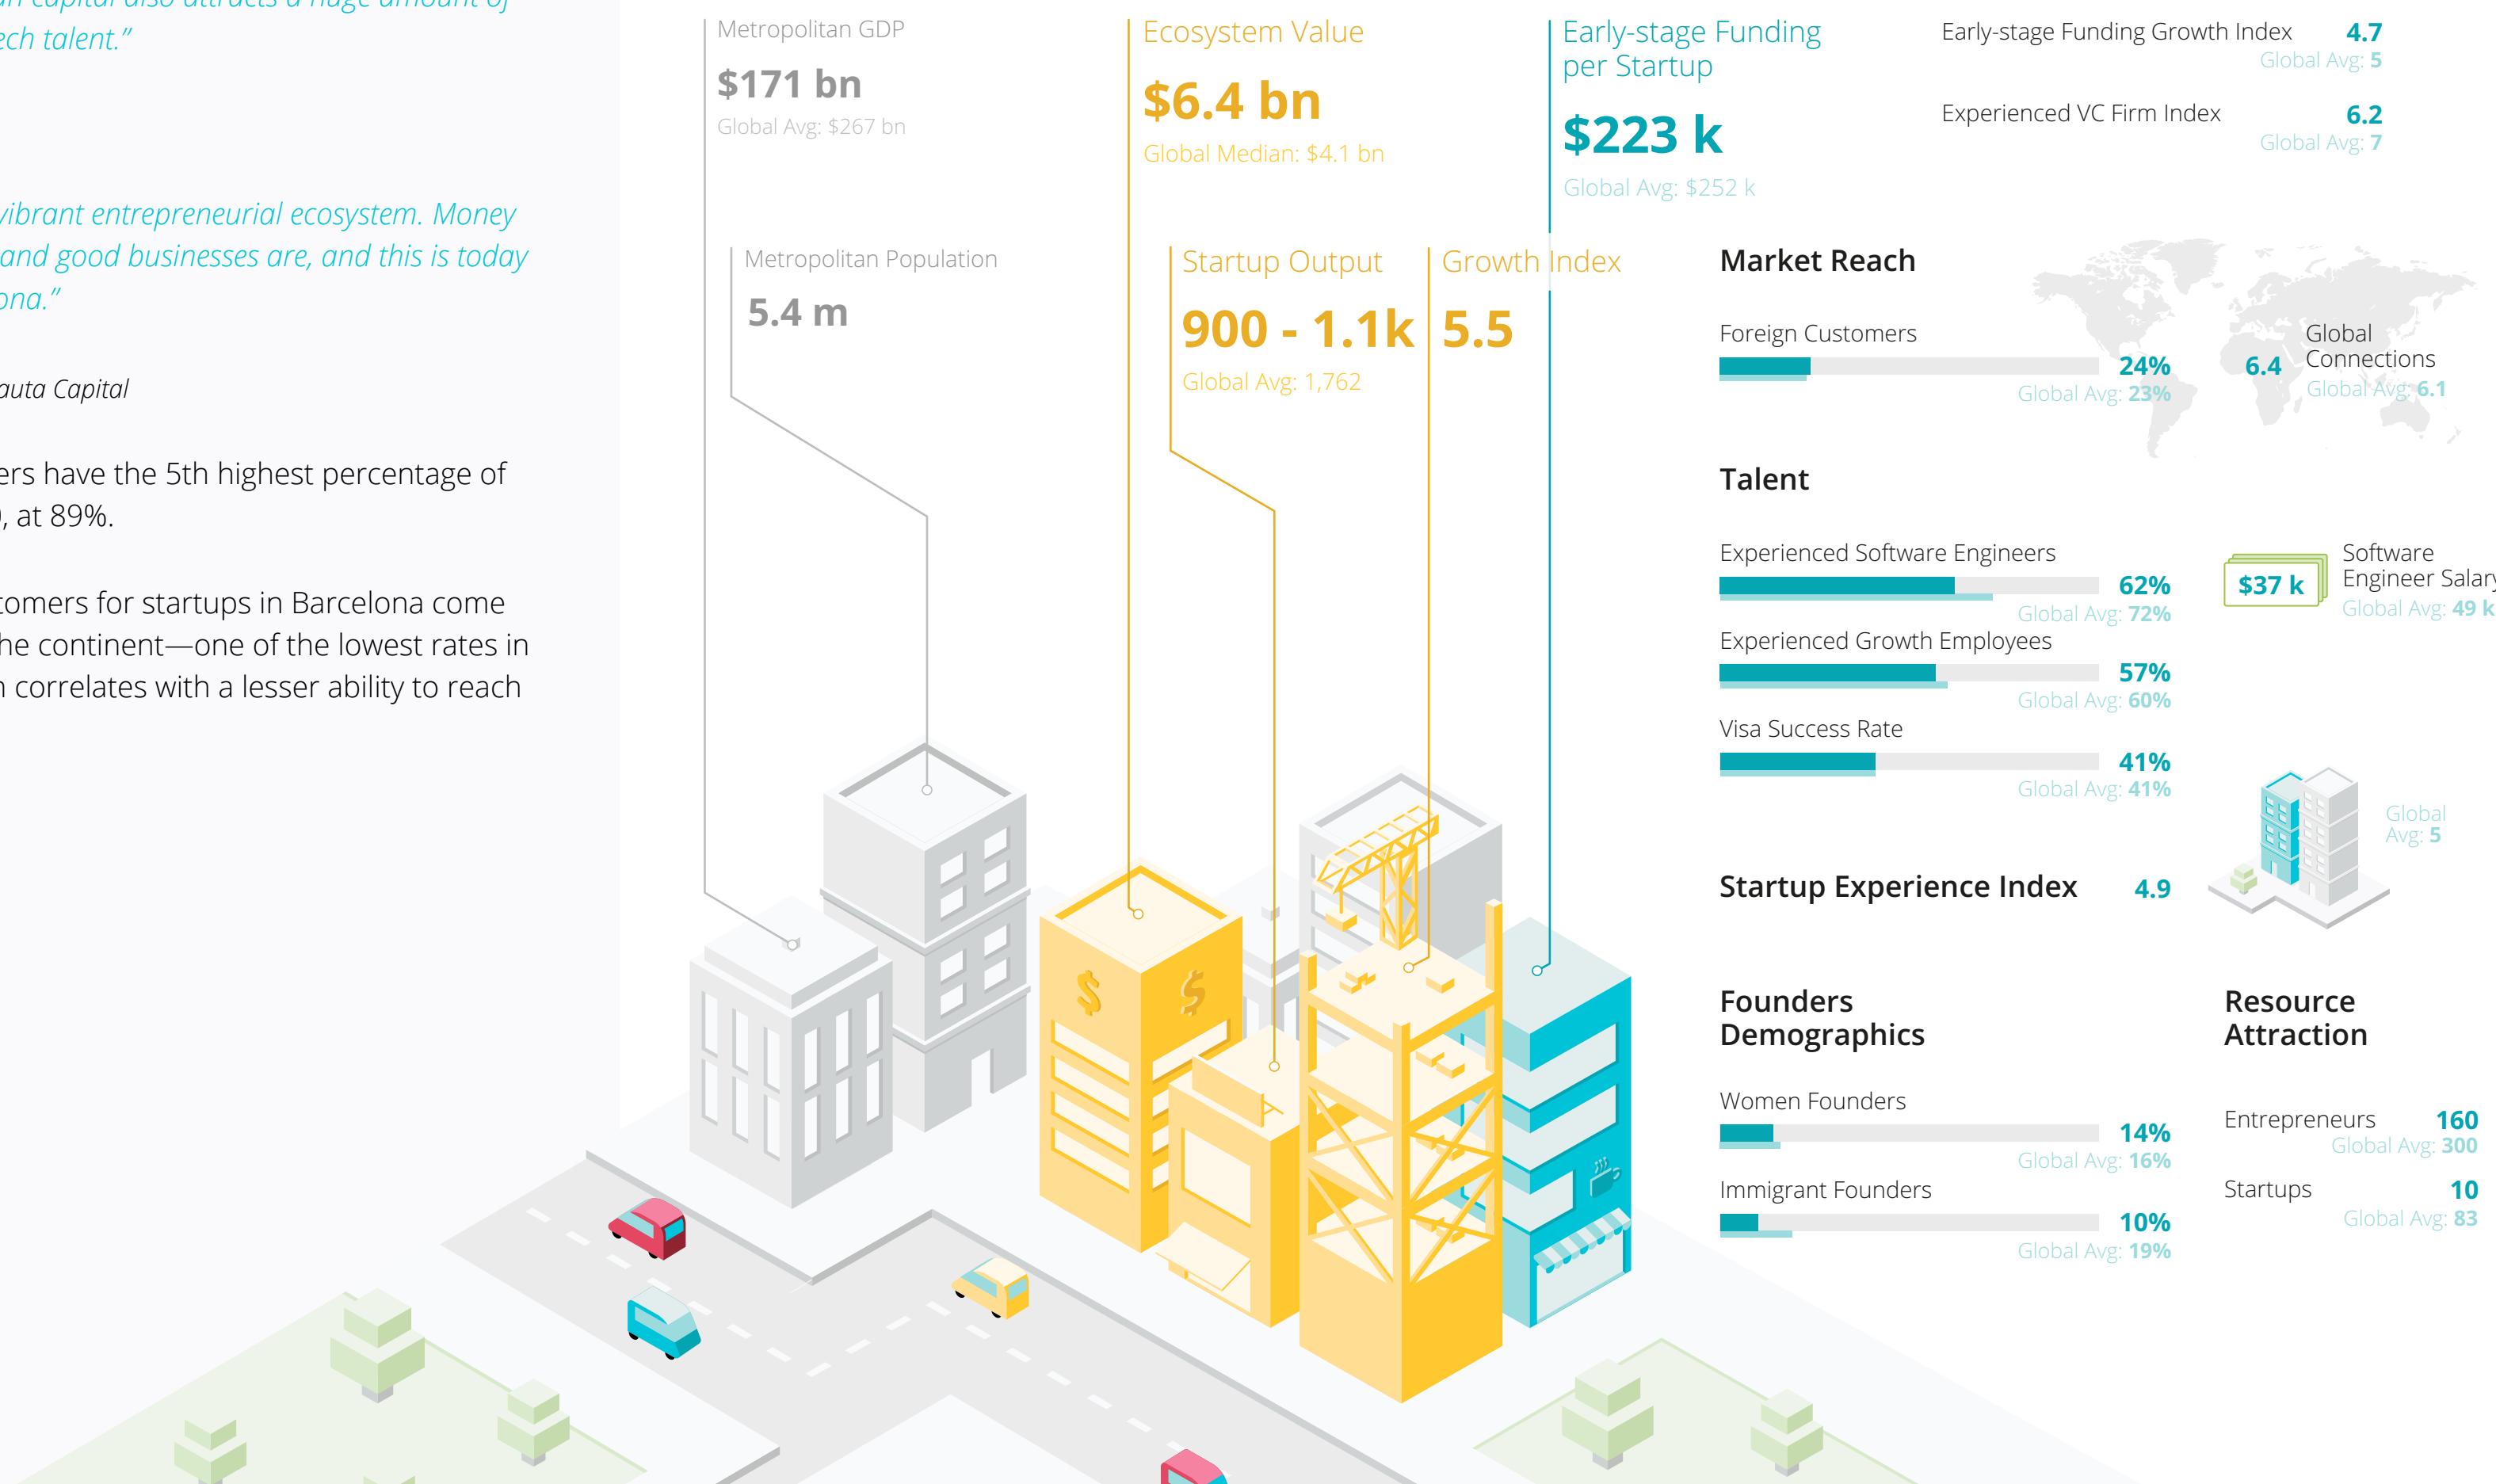 capital also attracts a huge amount of
tech talent.”
vibrant entrepreneurial ecosystem. Money
and good businesses are, and this is today
ona.”
auta Capital
ers have the 5th highest percentage of
, at 89%.
tomers for startups in Barcelona come
he continent—one of the lowest rates in
correlates with a lesser ability to reach
Metropolitan GDP
$171 bn
Global Avg: $267 bn
Metropolitan Population
5.4 m
Ecosystem Value
$6.4 bn
Global Median: $4.1 bn
Startup Output
900 - 1.1k
Global Avg: 1,762
Growth Index
5.5
Early-stage Funding
per Startup
$223 k
Global Avg: $252 k
Early-stage Funding Growth Index 4.7
Global Avg: 5
Experienced VC Firm Index 6.2
Global Avg: 7
Market Reach
Foreign Customers
24%
Global Avg: 23%
6.4
Global
Connections
Global Avg: 6.1
Talent
Experienced Software Engineers
62%
Global Avg: 72%
Experienced Growth Employees
57%
Global Avg: 60%
Visa Success Rate
41%
Global Avg: 41%
$37 k
Software
Engineer Salary
Global Avg: 49 k
Startup Experience Index 4.9
Global
Avg: 5
Founders
Demographics
Women Founders
14%
Global Avg: 16%
Immigrant Founders
10%
Global Avg: 19%
Resource
Attraction
Entrepreneurs 160
Global Avg: 300
Startups 10
Global Avg: 83
$ $